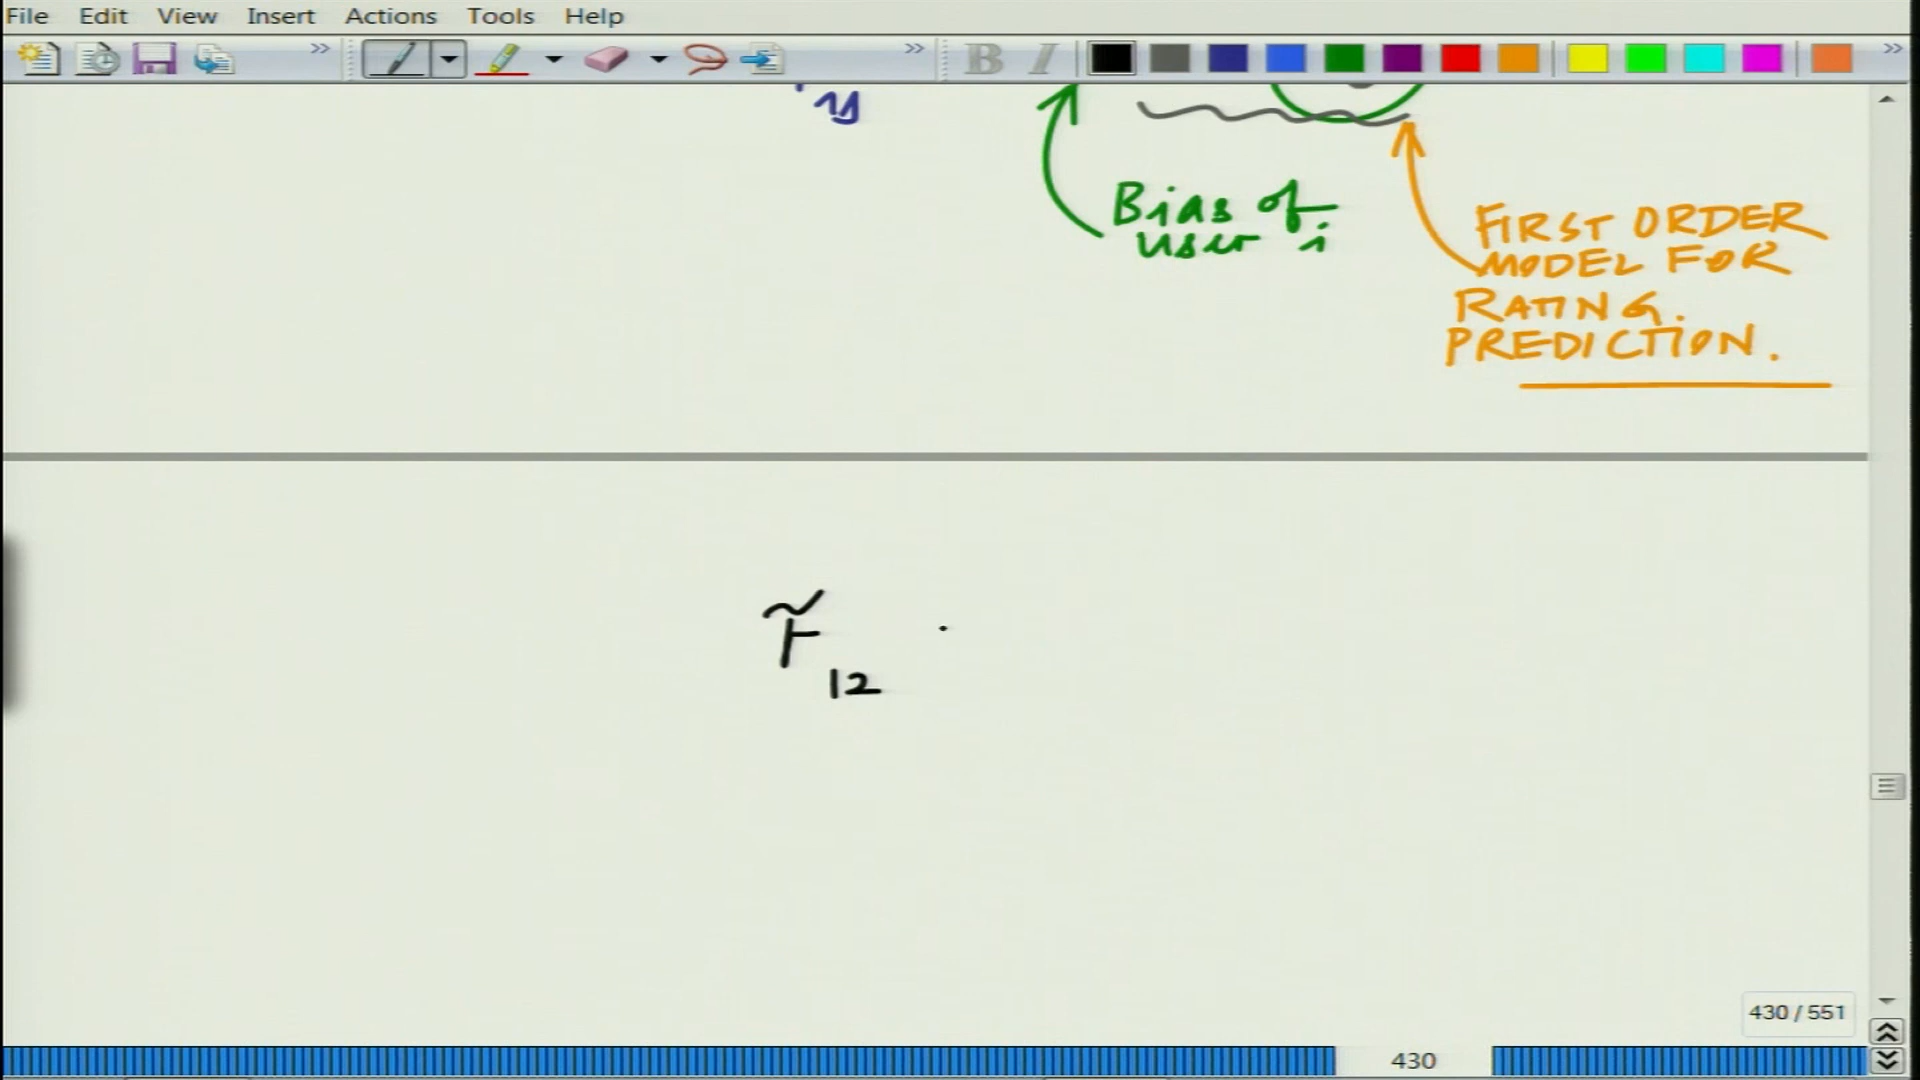 File Edit View Insert Actions Tools Help
B I
Bias of
user i
FIRST ORDER
MODEL FOR
RATING.
PREDICTION.
r̃₁₂
430 / 551
430